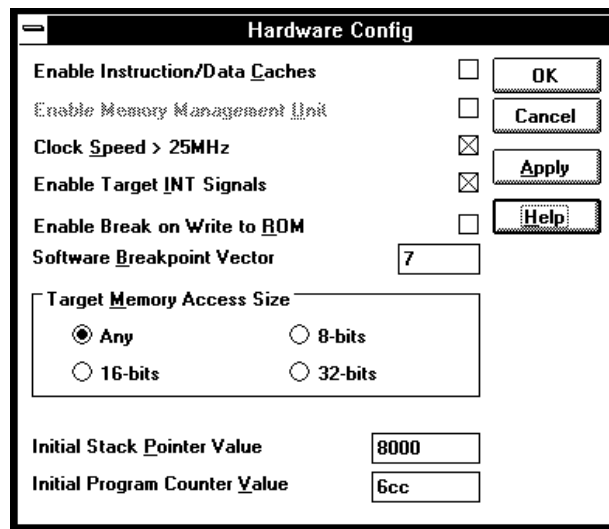 Hardware Config
Enable Instruction/Data Caches
OK
Enable Memory Management Unit
Cancel
Clock Speed > 25MHz
Apply
Enable Target INT Signals
Help
Enable Break on Write to ROM
Software Breakpoint Vector 7
Target Memory Access Size
Any 8-bits
16-bits 32-bits
Initial Stack Pointer Value 8000
Initial Program Counter Value 6cc